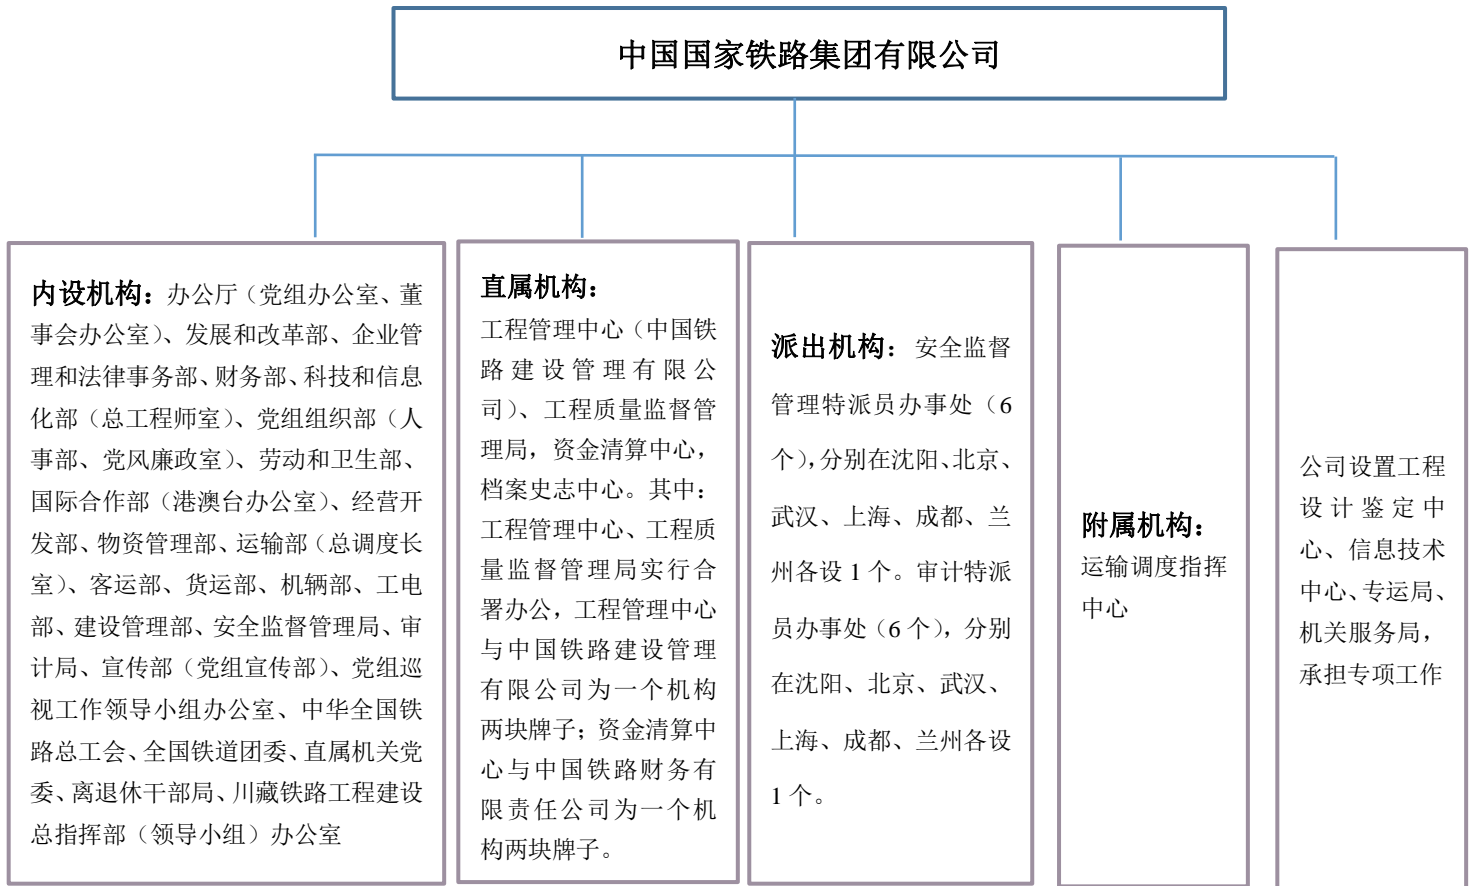 中国国家铁路集团有限公司
内设机构：办公厅（党组办公室、董
事会办公室）、发展和改革部、企业管
理和法律事务部、财务部、科技和信息
化部（总工程师室）、党组组织部（人
事部、党风廉政室）、劳动和卫生部、
国际合作部（港澳台办公室）、经营开
发部、物资管理部、运输部（总调度长
室）、客运部、货运部、机辆部、工电
部、建设管理部、安全监督管理局、审
计局、宣传部（党组宣传部）、党组巡
视工作领导小组办公室、中华全国铁
路总工会、全国铁道团委、直属机关党
委、离退休干部局、川藏铁路工程建设
总指挥部（领导小组）办公室
直属机构：
工程管理中心（中国铁
路建设管理有限公
司）、工程质量监督管
理局，资金清算中心，
档案史志中心。其中：
工程管理中心、工程质
量监督管理局实行合
署办公，工程管理中心
与中国铁路建设管理
有限公司为一个机构
两块牌子；资金清算中
心与中国铁路财务有
限责任公司为一个机
构两块牌子。
派出机构：安全监督
管理特派员办事处（6
个），分别在沈阳、北京、
武汉、上海、成都、兰
州各设 1 个。审计特派
员办事处（6 个），分别
在沈阳、北京、武汉、
上海、成都、兰州各设
1 个。
附属机构：
运输调度指挥
中心
公司设置工程
设计鉴定中
心、信息技术
中心、专运局、
机关服务局，
承担专项工作